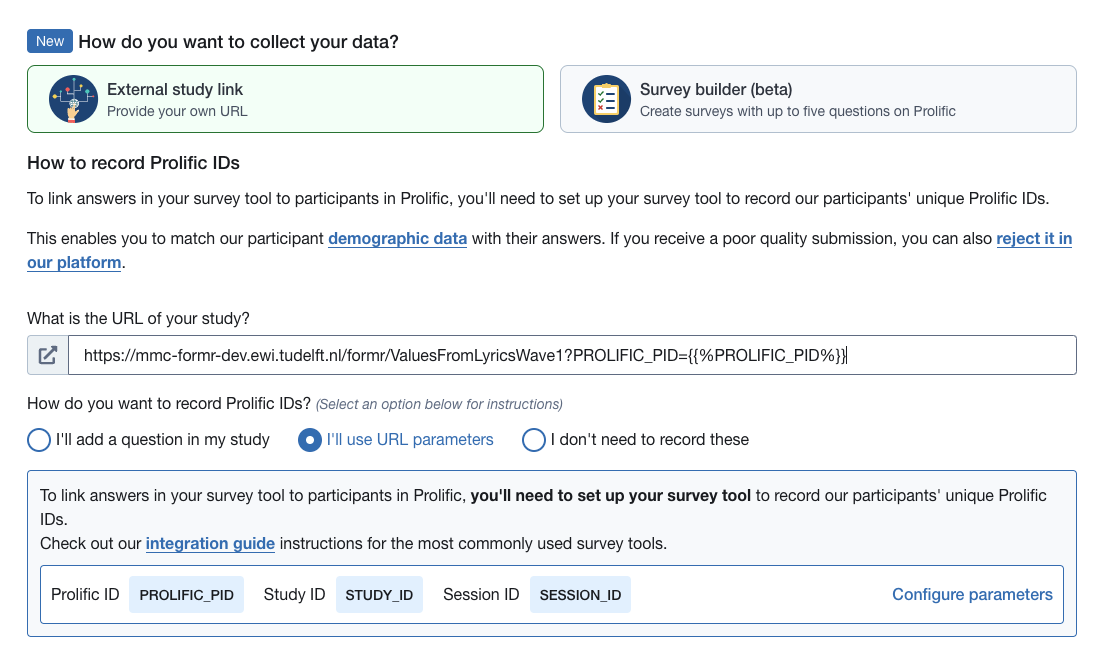 New How do you want to collect your data?
External study link
Provide your own URL
Survey builder (beta)
Create surveys with up to five questions on Prolific
How to record Prolific IDs
To link answers in your survey tool to participants in Prolific, you'll need to set up your survey tool to record our participants' unique Prolific IDs.
This enables you to match our participant demographic data with their answers. If you receive a poor quality submission, you can also reject it in
our platform.
What is the URL of your study?
https://mmc-formr-dev.ewi.tudelft.nl/formr/ValuesFromLyricsWave1?PROLIFIC_PID={{%PROLIFIC_PID%}}
How do you want to record Prolific IDs? (Select an option below for instructions)
I'll add a question in my study I'll use URL parameters I don't need to record these
To link answers in your survey tool to participants in Prolific, you'll need to set up your survey tool to record our participants' unique Prolific
IDs.
Check out our integration guide instructions for the most commonly used survey tools.
Prolific ID PROLIFIC_PID Study ID STUDY_ID Session ID SESSION_ID Configure parameters